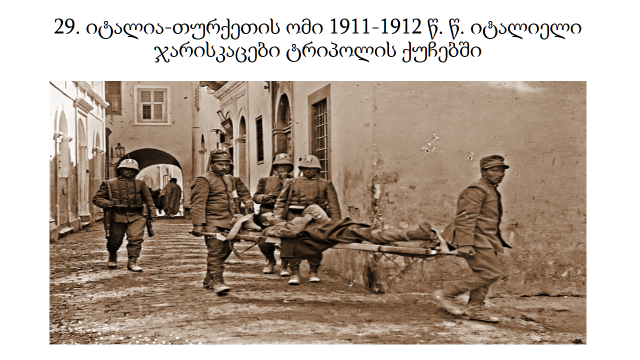 29. იტალია-თურქეთის ომი 1911-1912 წ. წ. იტალიელი
ჯარისკაცები ტრიპოლის ქუჩებში